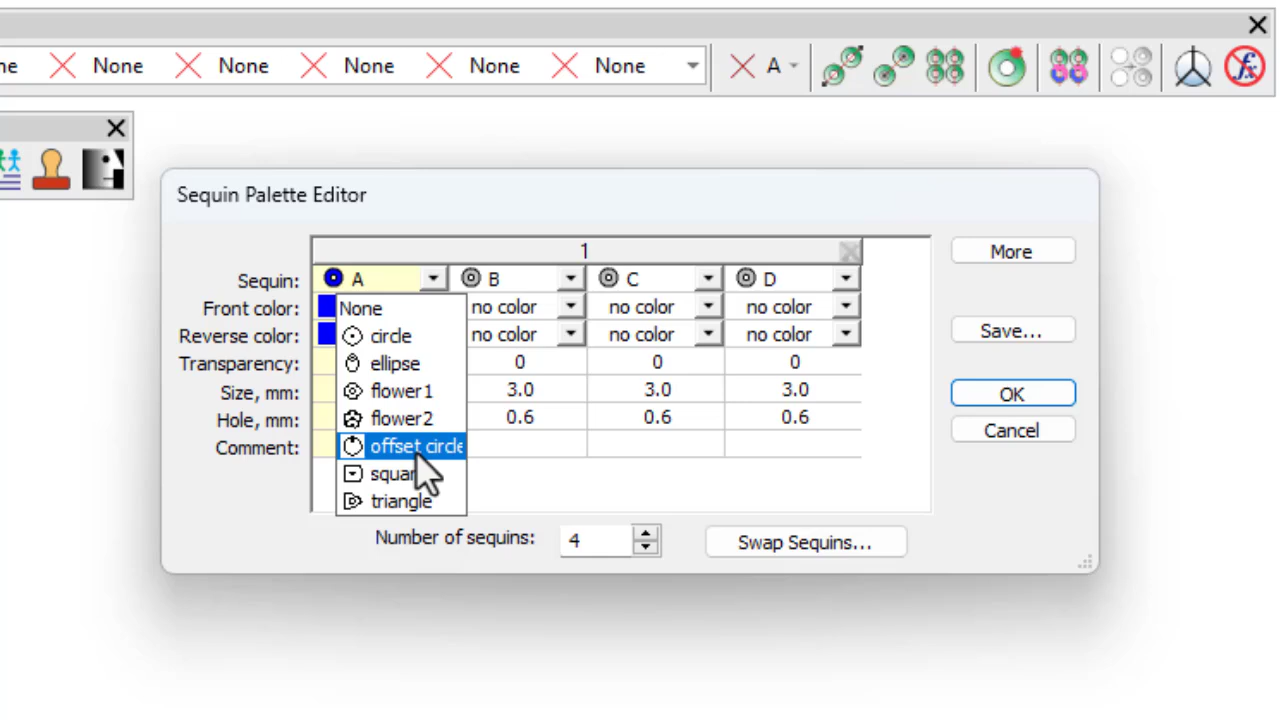 ne None None None None None A
Sequin Palette Editor
1
More
Sequin: A B C D
Front color: no color no color no color
Reverse color: no color no color no color
Transparency: 0 0 0
Size, mm: 3.0 3.0 3.0
Hole, mm: 0.6 0.6 0.6
Comment:
None
circle
ellipse
flower1
flower2
offset circle
squar
triangle
Save...
OK
Cancel
Number of sequins: 4
Swap Sequins...